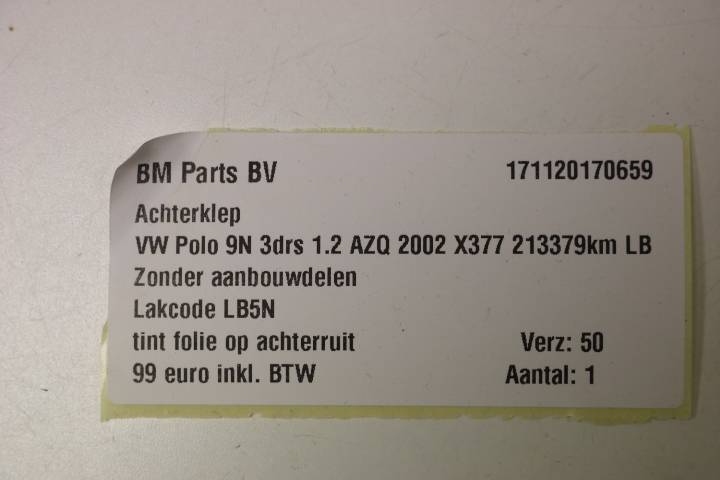 BM Parts BV 171120170659
Achterklep
VW Polo 9N 3drs 1.2 AZQ 2002 X377 213379km LB
Zonder aanbouwdelen
Lakcode LB5N
tint folie op achterruit Verz: 50
99 euro inkl. BTW Aantal: 1